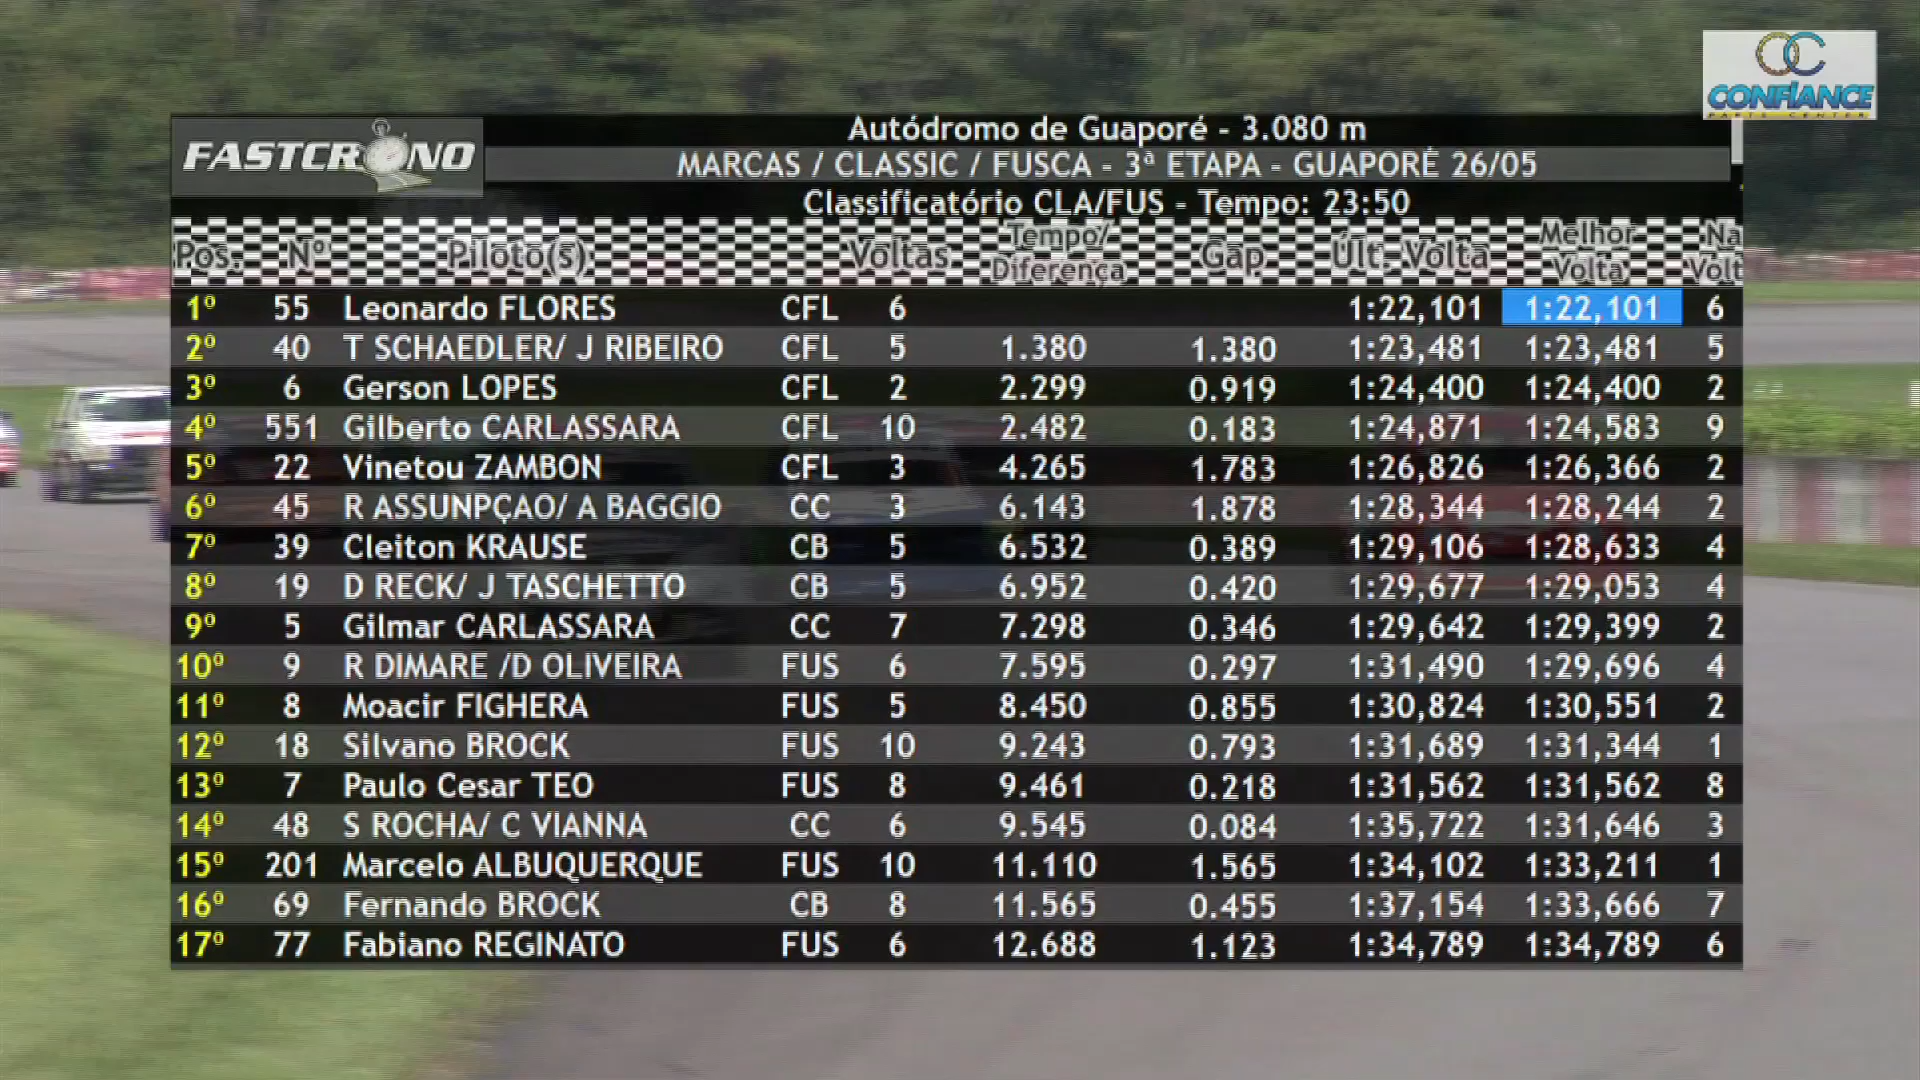 CONFIANCE
PARTS CENTER
FASTCRONO
Autódromo de Guaporé - 3.080 m
MARCAS / CLASSIC / FUSCA - 3ª ETAPA - GUAPORÉ 26/05
Classificatório CLA/FUS - Tempo: 23:50
Pos. Nº Piloto(s) Voltas Tempo/ Diferença Gap Últ. Volta Melhor Volta Na Volt
1º 55 Leonardo FLORES CFL 6 1:22,101 1:22,101 6
2º 40 T SCHAEDLER/ J RIBEIRO CFL 5 1.380 1.380 1:23,481 1:23,481 5
3º 6 Gerson LOPES CFL 2 2.299 0.919 1:24,400 1:24,400 2
4º 551 Gilberto CARLASSARA CFL 10 2.482 0.183 1:24,871 1:24,583 9
5º 22 Vinetou ZAMBON CFL 3 4.265 1.783 1:26,826 1:26,366 2
6º 45 R ASSUNPÇAO/ A BAGGIO CC 3 6.143 1.878 1:28,344 1:28,244 2
7º 39 Cleiton KRAUSE CB 5 6.532 0.389 1:29,106 1:28,633 4
8º 19 D RECK/ J TASCHETTO CB 5 6.952 0.420 1:29,677 1:29,053 4
9º 5 Gilmar CARLASSARA CC 7 7.298 0.346 1:29,642 1:29,399 2
10º 9 R DIMARE /D OLIVEIRA FUS 6 7.595 0.297 1:31,490 1:29,696 4
11º 8 Moacir FIGHERA FUS 5 8.450 0.855 1:30,824 1:30,551 2
12º 18 Silvano BROCK FUS 10 9.243 0.793 1:31,689 1:31,344 1
13º 7 Paulo Cesar TEO FUS 8 9.461 0.218 1:31,562 1:31,562 8
14º 48 S ROCHA/ C VIANNA CC 6 9.545 0.084 1:35,722 1:31,646 3
15º 201 Marcelo ALBUQUERQUE FUS 10 11.110 1.565 1:34,102 1:33,211 1
16º 69 Fernando BROCK CB 8 11.565 0.455 1:37,154 1:33,666 7
17º 77 Fabiano REGINATO FUS 6 12.688 1.123 1:34,789 1:34,789 6